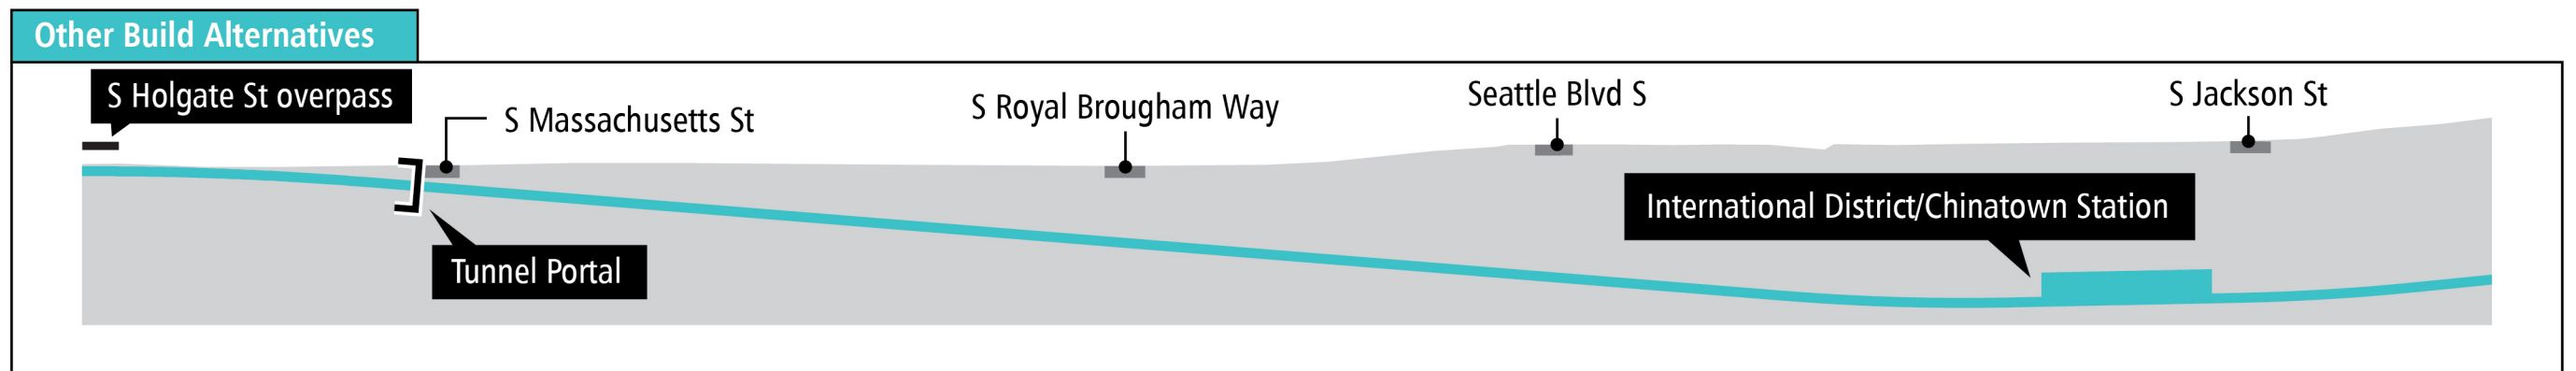 Other Build Alternatives
S Holgate St overpass
S Massachusetts St
S Royal Brougham Way
Seattle Blvd S
S Jackson St
International District/Chinatown Station
Tunnel Portal